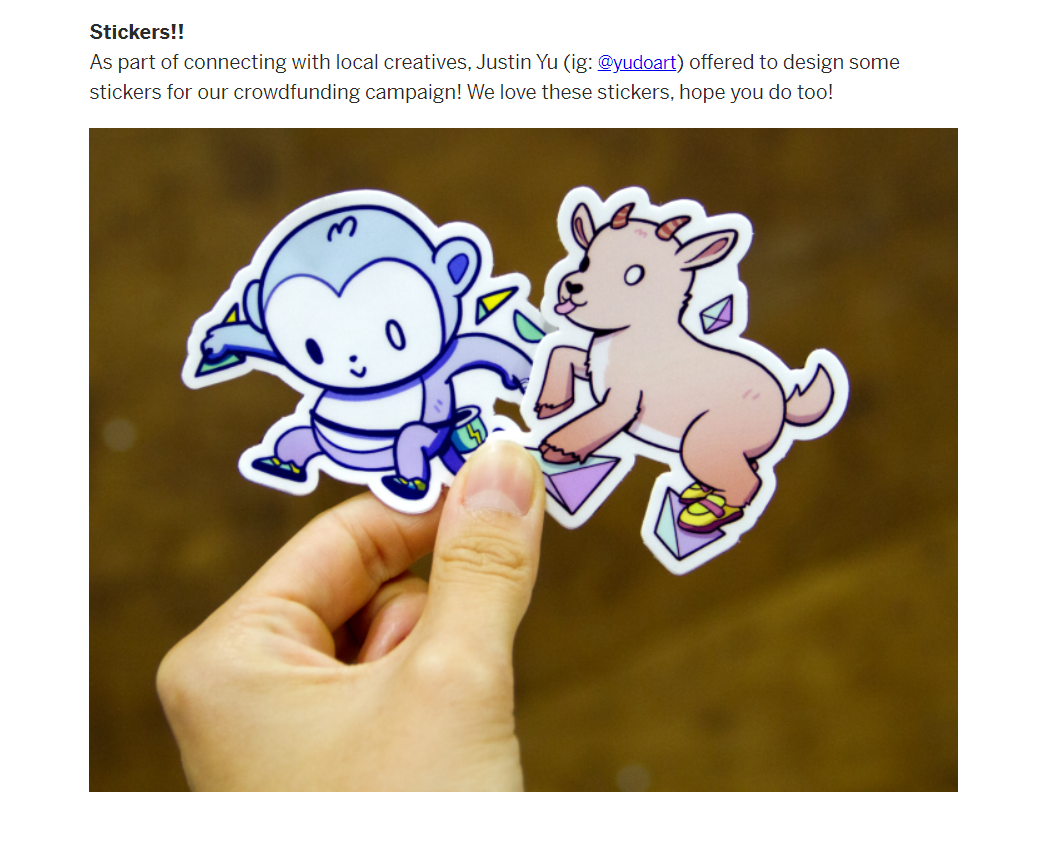 Stickers!!
As part of connecting with local creatives, Justin Yu (ig: @yudoart) offered to design some
stickers for our crowdfunding campaign! We love these stickers, hope you do too!